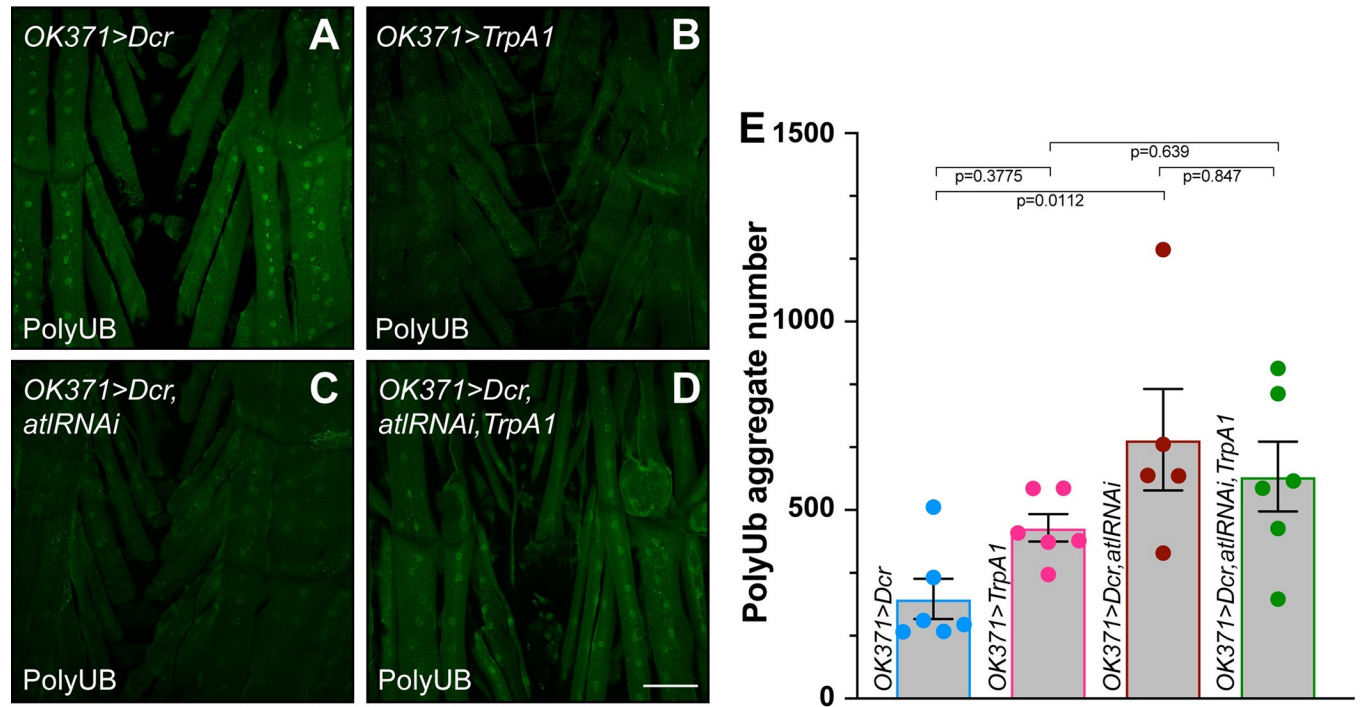 OK371>Dcr
A
PolyUB
OK371>TrpA1
B
PolyUB
OK371>Dcr,
atlRNAi
C
PolyUB
OK371>Dcr,
atlRNAi,TrpA1
D
PolyUB
E
PolyUb aggregate number
1500
1000
500
0
p=0.639
p=0.3775
p=0.847
p=0.0112
OK371>Dcr
OK371>TrpA1
OK371>Dcr,atlRNAi
OK371>Dcr,atlRNAi,TrpA1